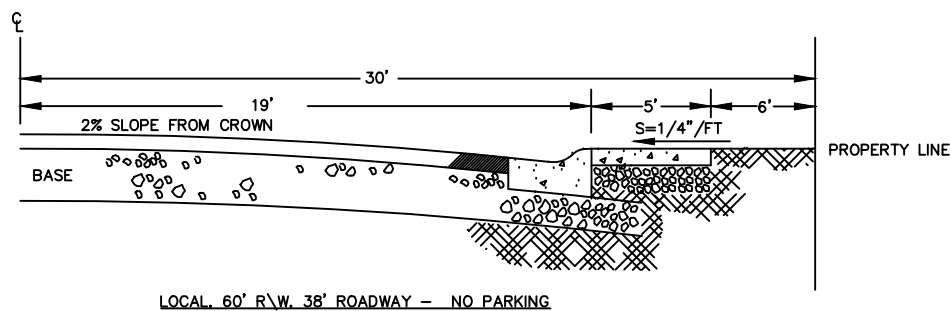 ℄
30'
19'
5'
6'
2% SLOPE FROM CROWN
S=1/4"/FT
PROPERTY LINE
BASE
LOCAL, 60' R\W, 38' ROADWAY – NO PARKING